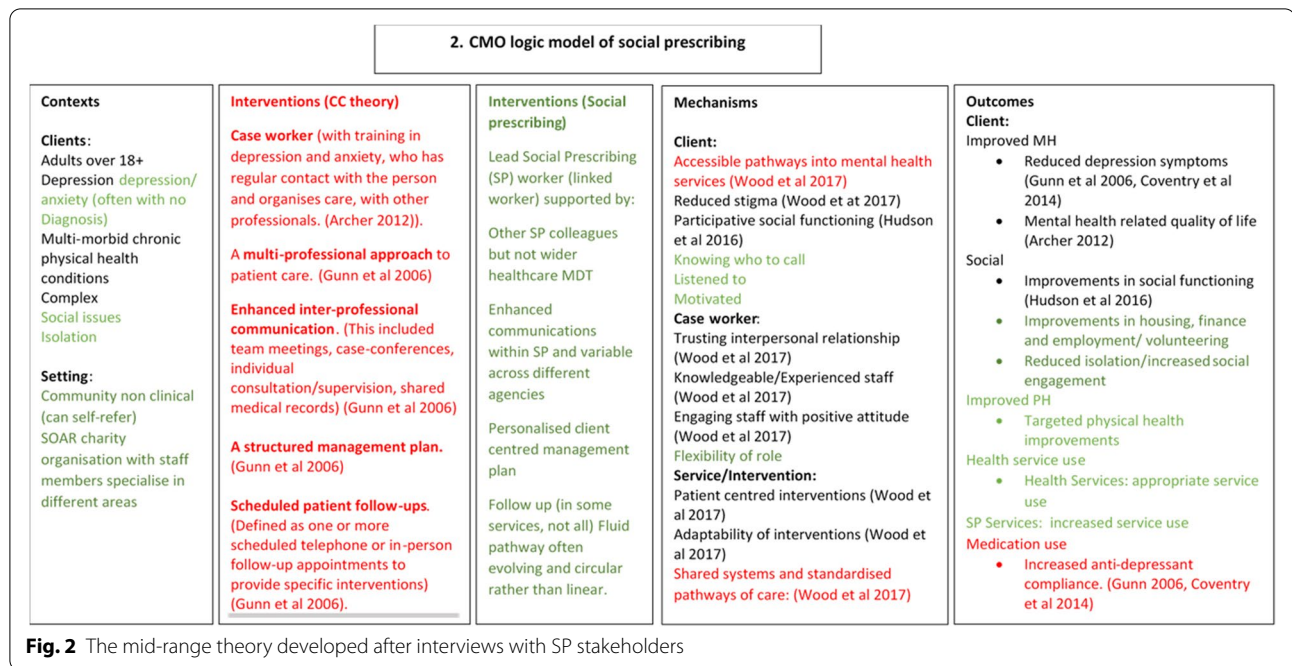 2. CMO logic model of social prescribing
Contexts
Clients:
Adults over 18+
Depression depression/
anxiety (often with no
Diagnosis)
Multi-morbid chronic
physical health
conditions
Complex
Social issues
Isolation
Setting:
Community non clinical
(can self-refer)
SOAR charity
organisation with staff
members specialise in
different areas
Interventions (CC theory)
Case worker (with training in
depression and anxiety, who has
regular contact with the person
and organises care, with other
professionals. (Archer 2012)).
A multi-professional approach to
patient care. (Gunn et al 2006)
Enhanced inter-professional
communication. (This included
team meetings, case-conferences,
individual
consultation/supervision, shared
medical records) (Gunn et al 2006)
A structured management plan.
(Gunn et al 2006)
Scheduled patient follow-ups.
(Defined as one or more
scheduled telephone or in-person
follow-up appointments to
provide specific interventions)
(Gunn et al 2006).
Interventions (Social
prescribing)
Lead Social Prescribing
(SP) worker (linked
worker) supported by:
Other SP colleagues
but not wider
healthcare MDT
Enhanced
communications
within SP and variable
across different
agencies
Personalised client
centred management
plan
Follow up (in some
services, not all) Fluid
pathway often
evolving and circular
rather than linear.
Mechanisms
Client:
Accessible pathways into mental health
services (Wood et al 2017)
Reduced stigma (Wood et at 2017)
Participative social functioning (Hudson
et al 2016)
Knowing who to call
Listened to
Motivated
Case worker:
Trusting interpersonal relationship
(Wood et al 2017)
Knowledgeable/Experienced staff
(Wood et al 2017)
Engaging staff with positive attitude
(Wood et al 2017)
Flexibility of role
Service/Intervention:
Patient centred interventions (Wood et
al 2017)
Adaptability of interventions (Wood et
al 2017)
Shared systems and standardised
pathways of care: (Wood et al 2017)
Outcomes
Client:
Improved MH
• Reduced depression symptoms
(Gunn et al 2006, Coventry et al
2014)
• Mental health related quality of life
(Archer 2012)
Social
• Improvements in social functioning
(Hudson et al 2016)
• Improvements in housing, finance
and employment/ volunteering
• Reduced isolation/increased social
engagement
Improved PH
• Targeted physical health
improvements
Health service use
• Health Services: appropriate service
use
SP Services: increased service use
Medication use
• Increased anti-depressant
compliance. (Gunn 2006, Coventry
et al 2014)
Fig. 2 The mid-range theory developed after interviews with SP stakeholders